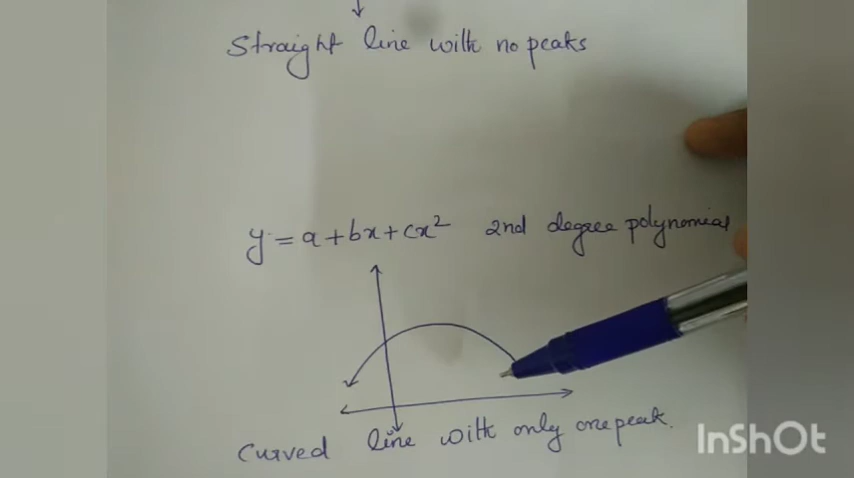 Straight line with no peaks
y = a + bx + cx² 2nd degree polynomial
Curved line with only one peak.
InShOt